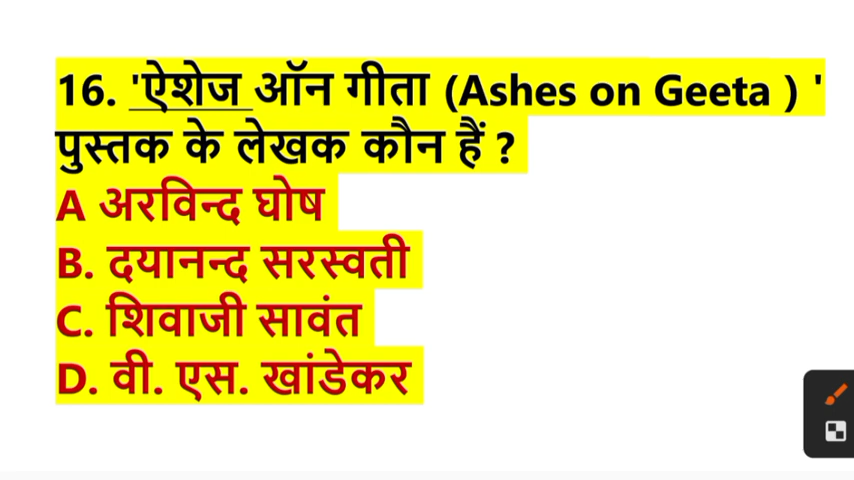 16. 'ऐशेज ऑन गीता (Ashes on Geeta ) '
पुस्तक के लेखक कौन हैं ?
A अरविन्द घोष
B. दयानन्द सरस्वती
C. शिवाजी सावंत
D. वी. एस. खांडेकर